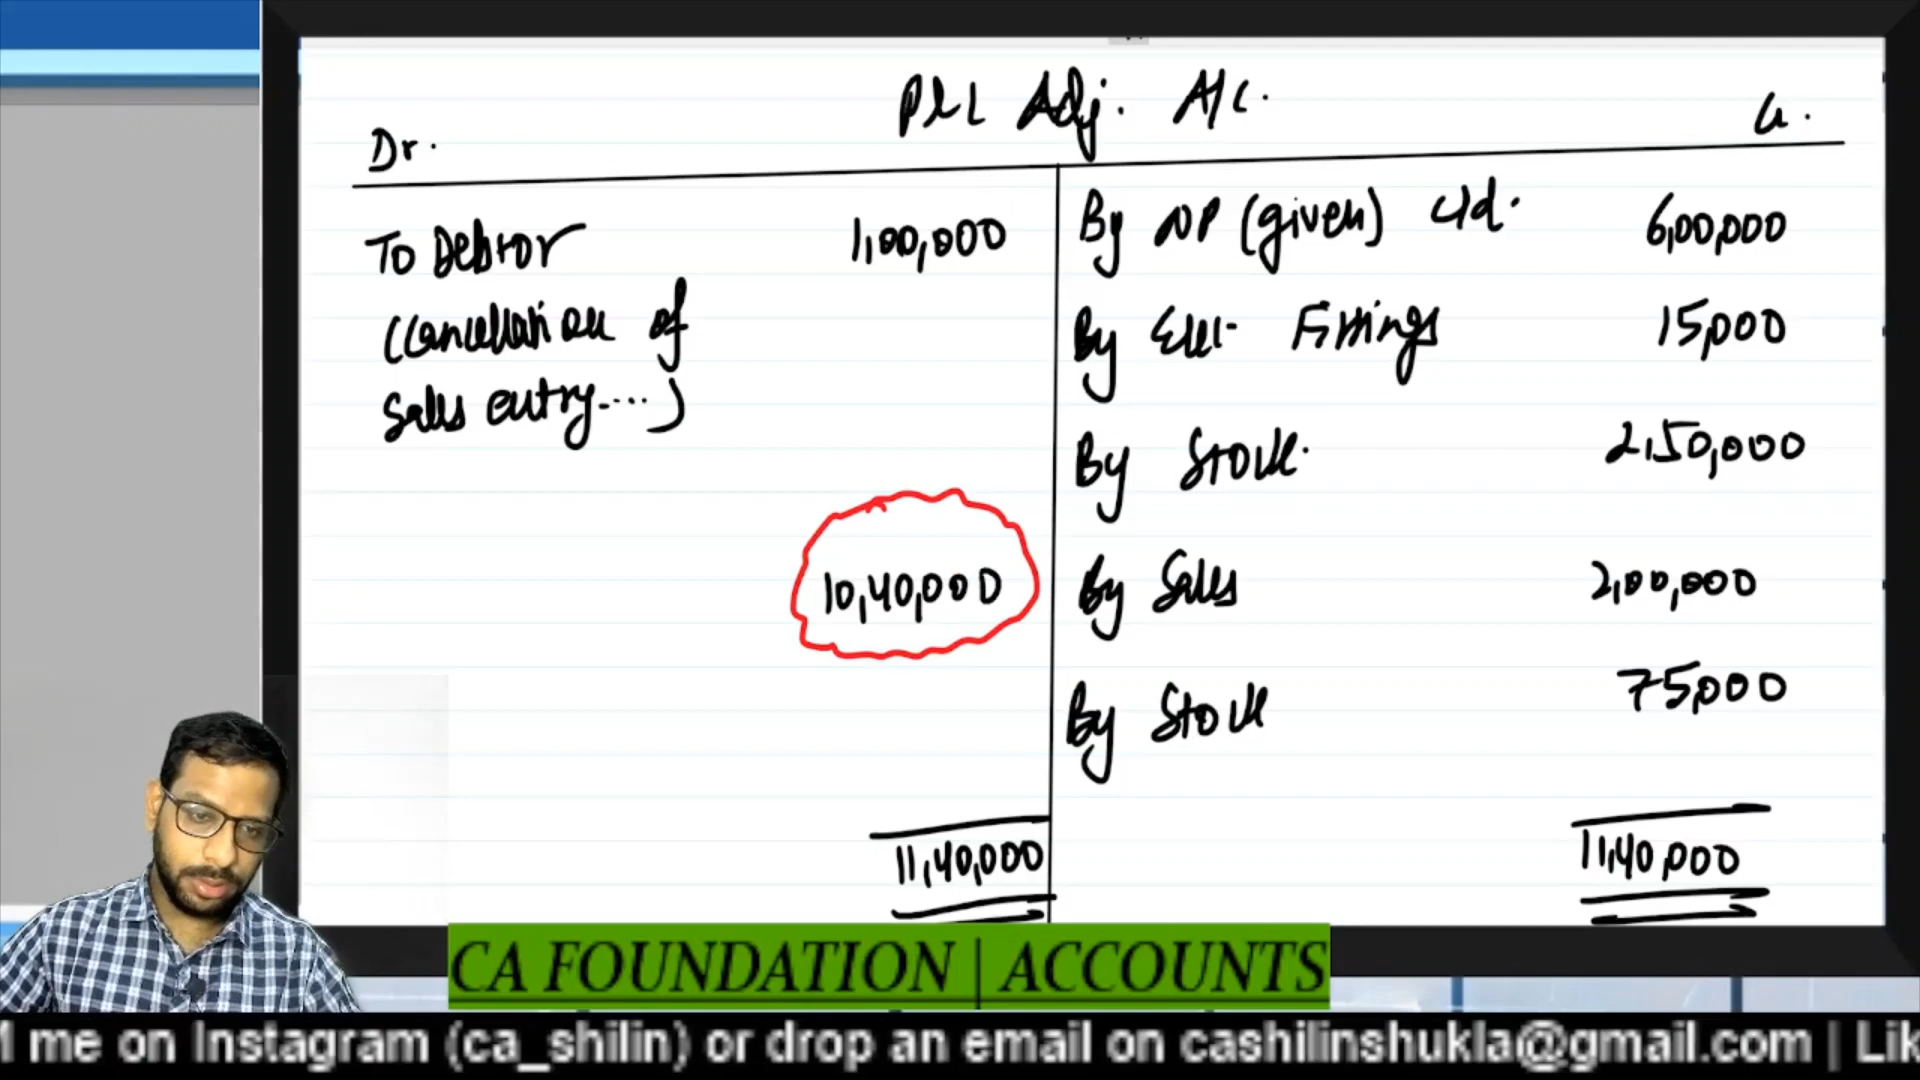 P&L Adj. A/c.
Dr.
Cr.
To Debtor 1,00,000
(Cancellation of
Sales entry....)
10,40,000
11,40,000
By NP (given) c/d. 6,00,000
By Elec- Fittings 15,000
By Stock. 2,50,000
By Sales 2,00,000
By Stock 75,000
11,40,000
CA FOUNDATION | ACCOUNTS
me on Instagram (ca_shilin) or drop an email on cashilinshukla@gmail.com | Lik